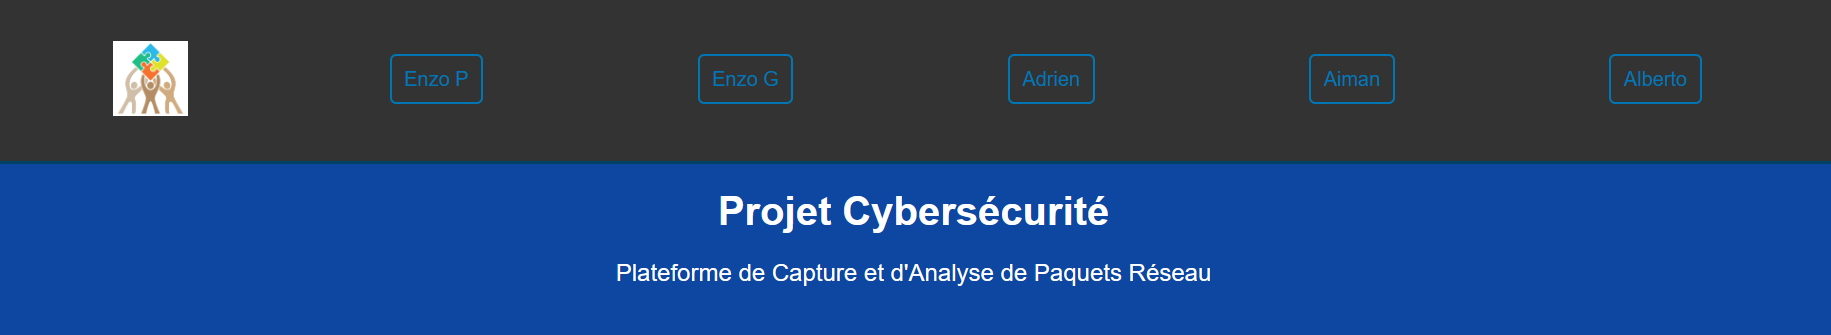 Enzo P
Enzo G
Adrien
Aiman
Alberto
Projet Cybersécurité
Plateforme de Capture et d'Analyse de Paquets Réseau